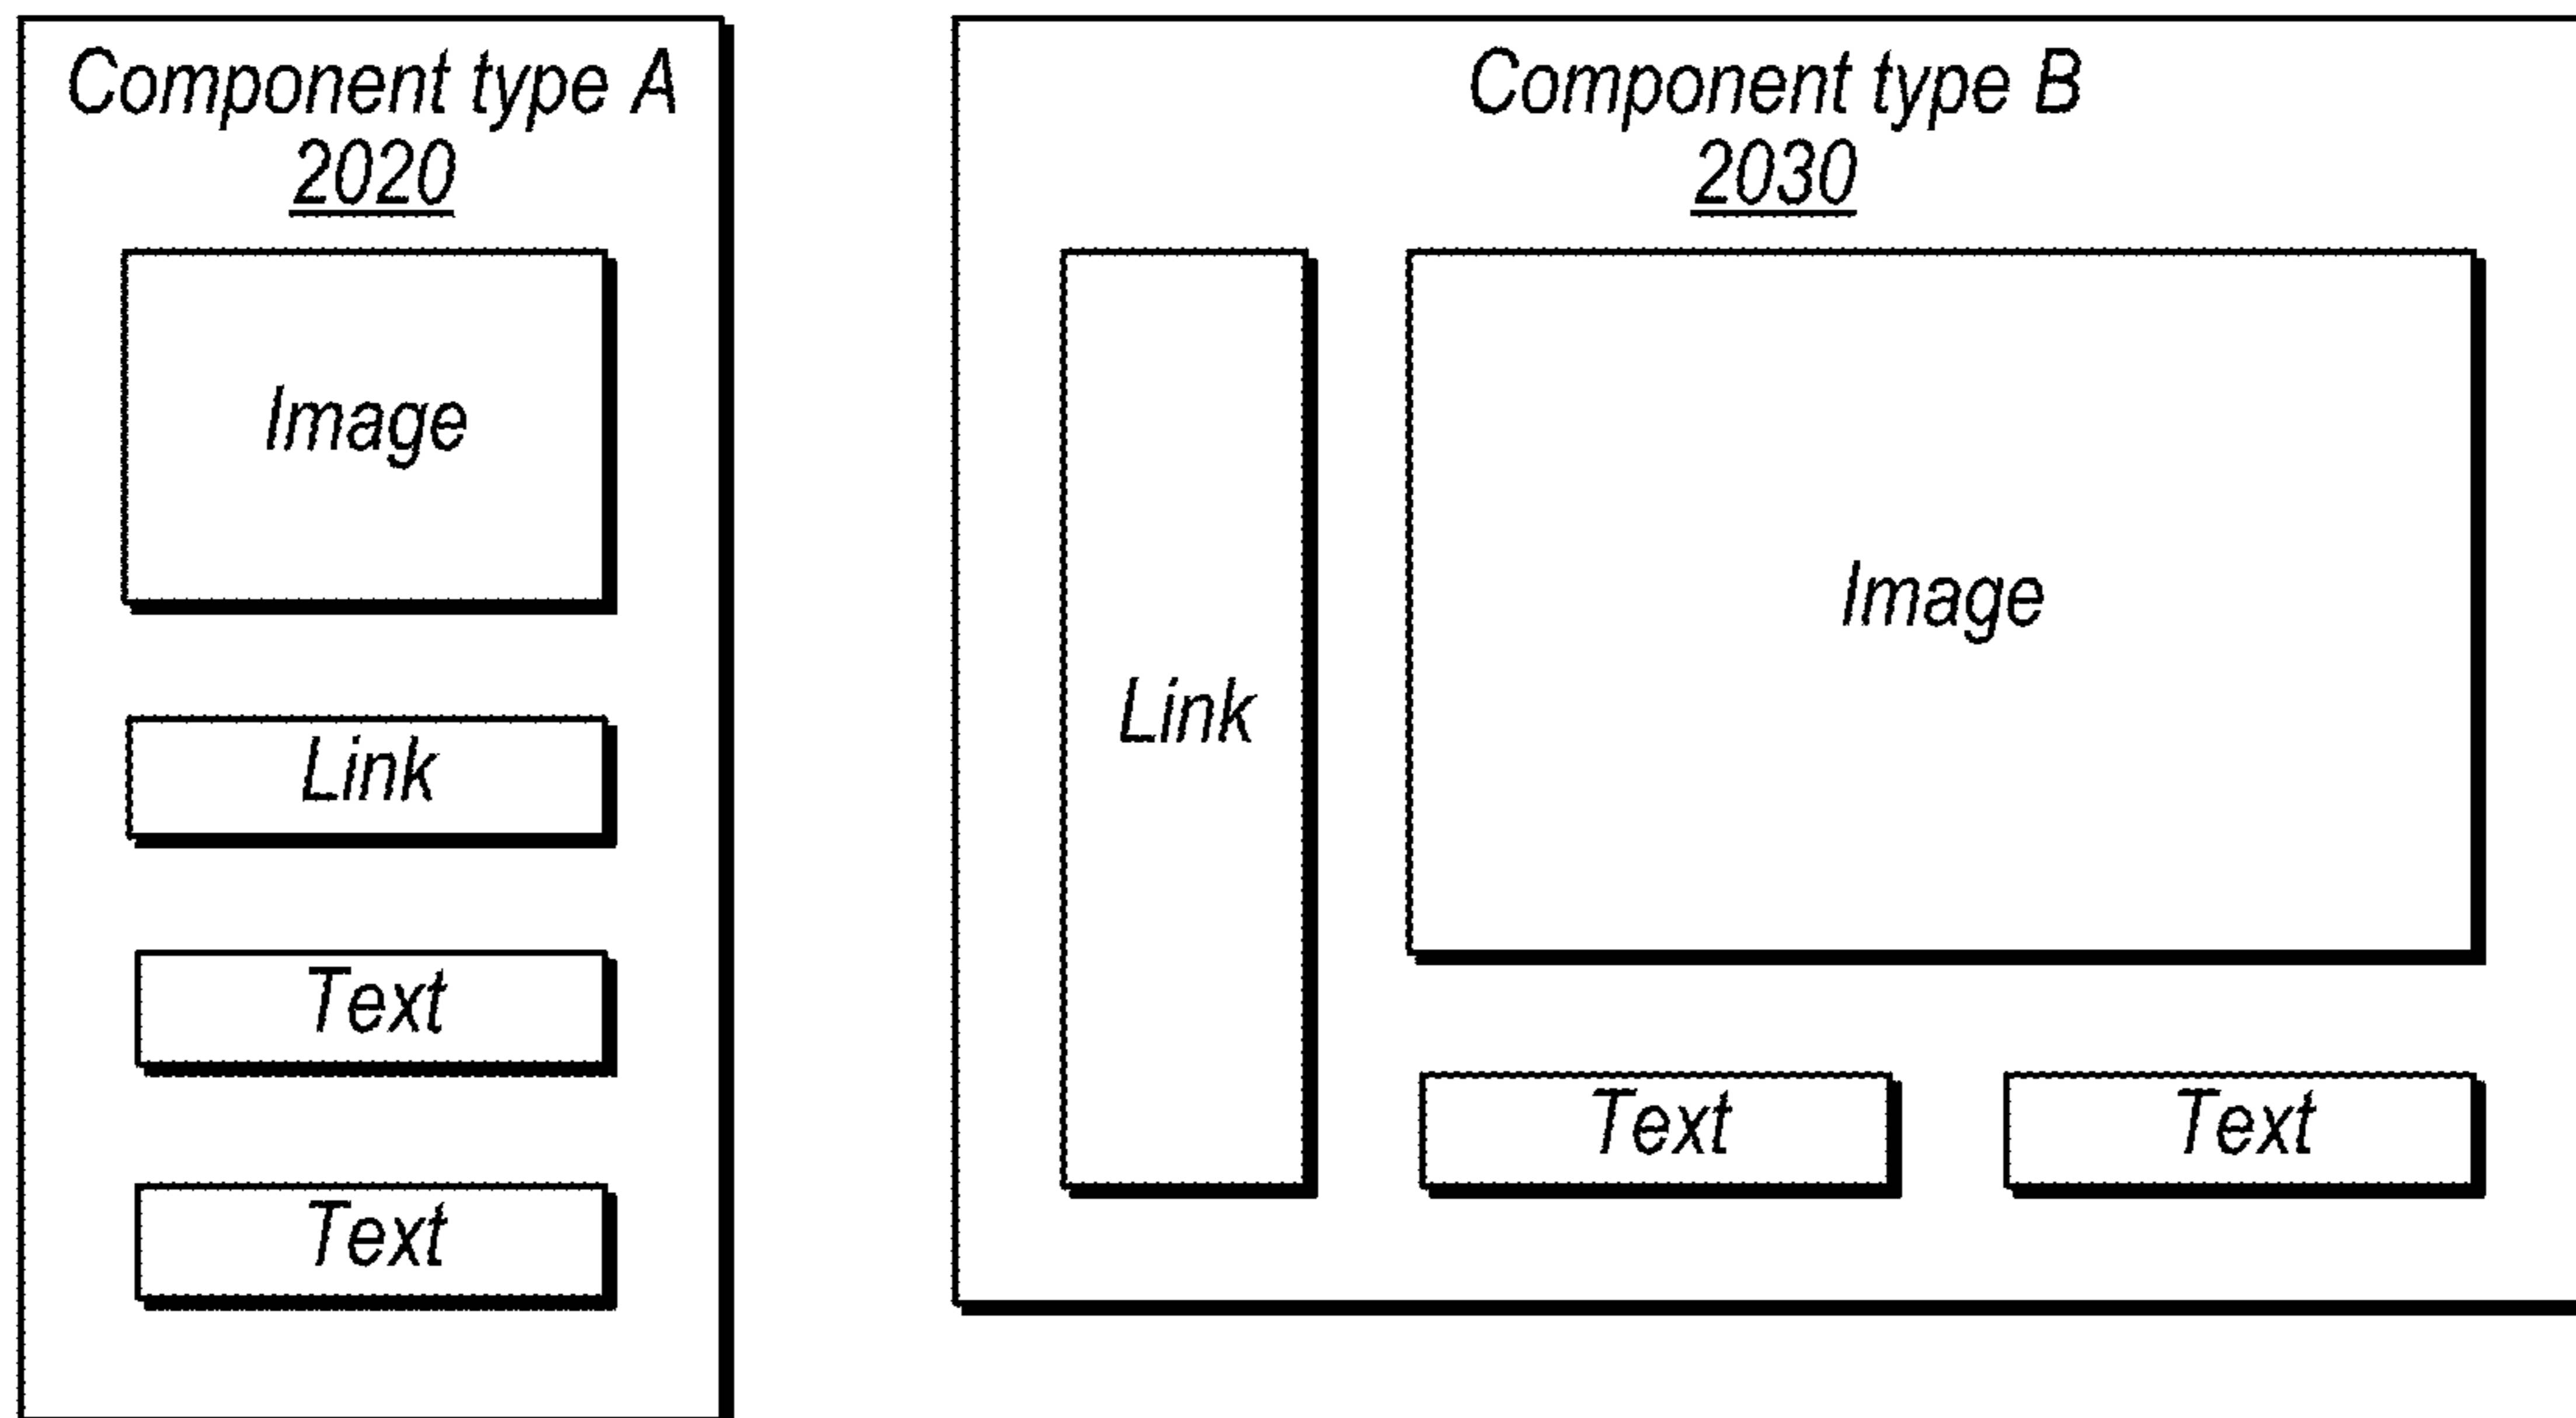 Component type A
2020
Image
Link
Text
Text
Component type B
2030
Link
Image
Text
Text